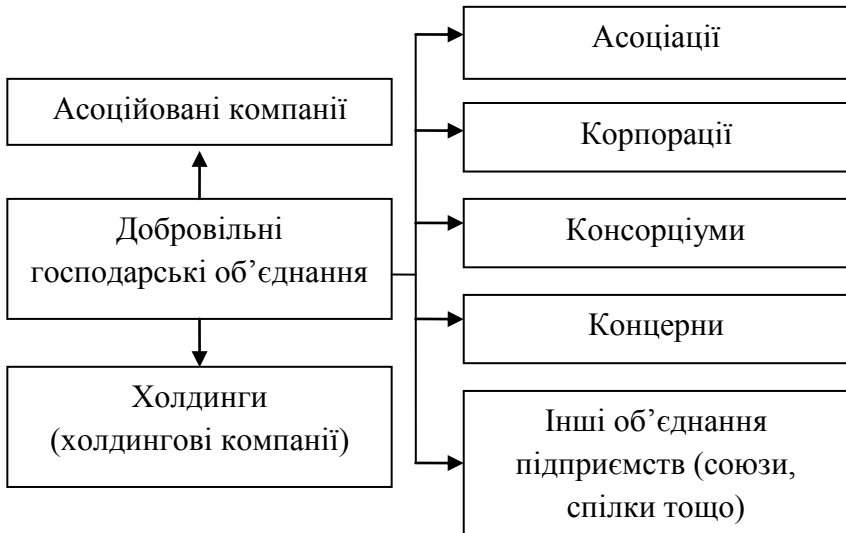 Асоційовані компанії
Добровільні
господарські об’єднання
Холдинги
(холдингові компанії)
Асоціації
Корпорації
Консорціуми
Концерни
Інші об’єднання
підприємств (союзи,
спілки тощо)